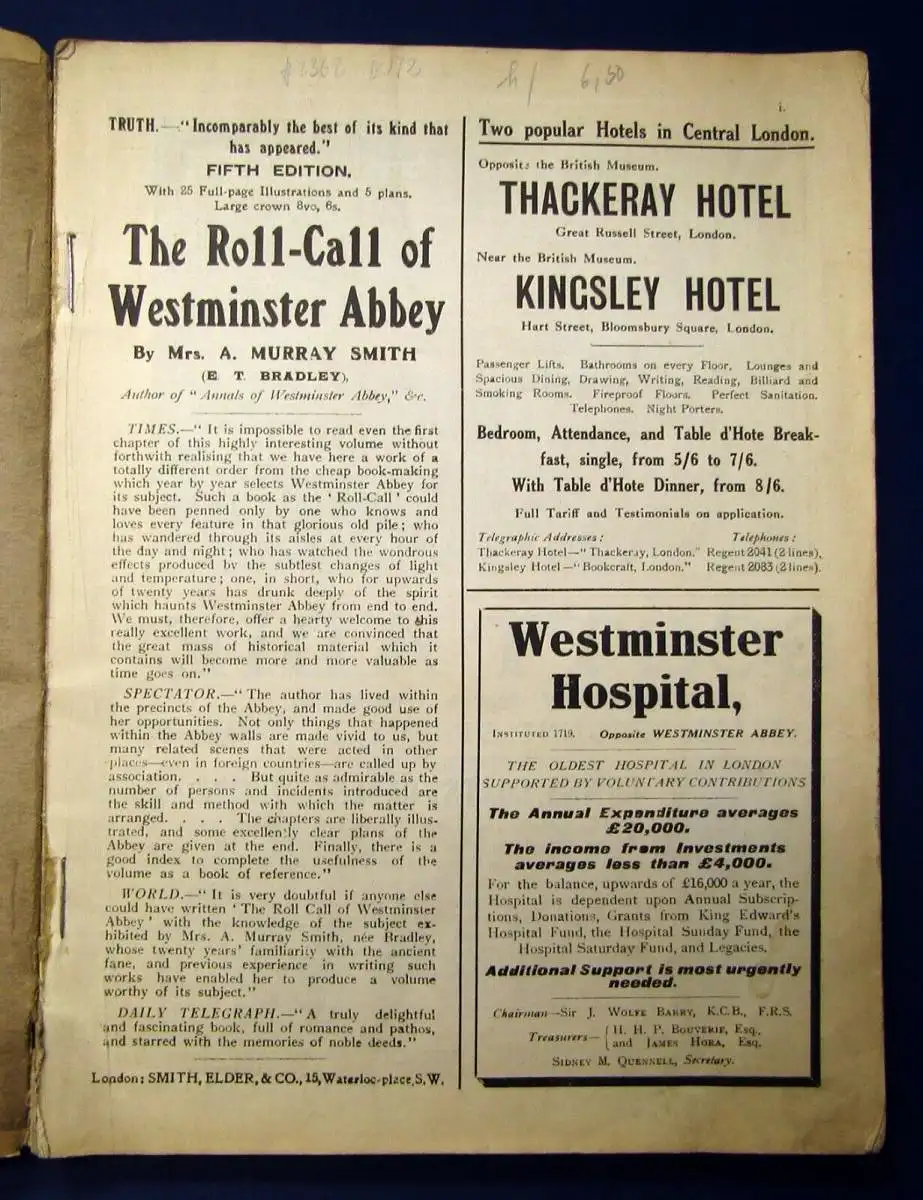 h/ 6,50
i.
TRUTH.—"Incomparably the best of its kind that
has appeared."
FIFTH EDITION.
With 25 Full-page Illustrations and 5 plans.
Large crown 8vo, 6s.
The Roll-Call of
Westminster Abbey
By Mrs. A. MURRAY SMITH
(E. T. BRADLEY),
Author of "Annals of Westminster Abbey," &c.
TIMES.—"It is impossible to read even the first
chapter of this highly interesting volume without
forthwith realising that we have here a work of a
totally different order from the cheap book-making
which year by year selects Westminster Abbey for
its subject. Such a book as the 'Roll-Call' could
have been penned only by one who knows and
loves every feature in that glorious old pile; who
has wandered through its aisles at every hour of
the day and night; who has watched the wondrous
effects produced by the subtlest changes of light
and temperature; one, in short, who for upwards
of twenty years has drunk deeply of the spirit
which haunts Westminster Abbey from end to end.
We must, therefore, offer a hearty welcome to this
really excellent work, and we are convinced that
the great mass of historical material which it
contains will become more and more valuable as
time goes on."
SPECTATOR.—"The author has lived within
the precincts of the Abbey, and made good use of
her opportunities. Not only things that happened
within the Abbey walls are made vivid to us, but
many related scenes that were acted in other
places—even in foreign countries—are called up by
association. . . . But quite as admirable as the
number of persons and incidents introduced are
the skill and method with which the matter is
arranged. . . . The chapters are liberally illus-
trated, and some excellently clear plans of the
Abbey are given at the end. Finally, there is a
good index to complete the usefulness of the
volume as a book of reference."
WORLD.—"It is very doubtful if anyone else
could have written 'The Roll Call of Westminster
Abbey' with the knowledge of the subject ex-
hibited by Mrs. A. Murray Smith, née Bradley,
whose twenty years' familiarity with the ancient
fane, and previous experience in writing such
works have enabled her to produce a volume
worthy of its subject."
DAILY TELEGRAPH.—"A truly delightful
and fascinating book, full of romance and pathos,
and starred with the memories of noble deeds."
London: SMITH, ELDER, & CO., 15, Waterloo-place, S.W.
Two popular Hotels in Central London.
Opposite the British Museum.
THACKERAY HOTEL
Great Russell Street, London.
Near the British Museum.
KINGSLEY HOTEL
Hart Street, Bloomsbury Square, London.
Passenger Lifts. Bathrooms on every Floor. Lounges and
Spacious Dining, Drawing, Writing, Reading, Billiard and
Smoking Rooms. Fireproof Floors. Perfect Sanitation.
Telephones. Night Porters.
Bedroom, Attendance, and Table d'Hote Break-
fast, single, from 5/6 to 7/6.
With Table d'Hote Dinner, from 8/6.
Full Tariff and Testimonials on application.
Telegraphic Addresses: Telephones:
Thackeray Hotel—"Thackeray, London." Regent 2041 (2 lines).
Kingsley Hotel—"Bookcraft, London." Regent 2083 (2 lines).
Westminster
Hospital,
INSTITUTED 1719. Opposite WESTMINSTER ABBEY.
THE OLDEST HOSPITAL IN LONDON
SUPPORTED BY VOLUNTARY CONTRIBUTIONS
The Annual Expenditure averages
£20,000.
The income from Investments
averages less than £4,000.
For the balance, upwards of £16,000 a year, the
Hospital is dependent upon Annual Subscrip-
tions, Donations, Grants from King Edward's
Hospital Fund, the Hospital Sunday Fund, the
Hospital Saturday Fund, and Legacies.
Additional Support is most urgently
needed.
Chairman—SIR J. WOLFE BARRY, K.C.B., F.R.S.
Treasurers— { H. H. P. BOUVERIE, Esq.,
and JAMES HORA, Esq.
SIDNEY M. QUENNELL, Secretary.